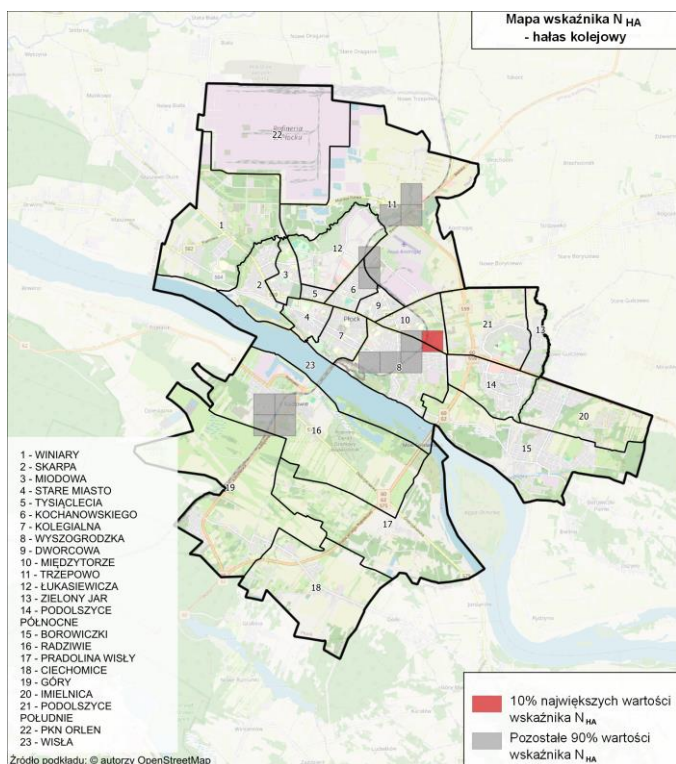 Mapa wskaźnika N HA
- hałas kolejowy
22
Rafineria
11
1
12
2
3
6
5
9
4
10
21
13
7
8
23
14
20
16
15
19
17
18
1 - WINIARY
2 - SKARPA
3 - MIODOWA
4 - STARE MIASTO
5 - TYSIĄCLECIA
6 - KOCHANOWSKIEGO
7 - KOLEGIALNA
8 - WYSZOGRODZKA
9 - DWORCOWA
10 - MIĘDZYTORZE
11 - TRZEPOWO
12 - ŁUKASIEWICZA
13 - ZIELONY JAR
14 - PODOLSZYCE
PÓŁNOCNE
15 - BOROWICZKI
16 - RADZIWIE
17 - PRADOLINA WISŁY
18 - CIECHOMICE
19 - GÓRY
20 - IMIELNICA
21 - PODOLSZYCE
POŁUDNIE
22 - PKN ORLEN
23 - WISŁA
10% największych wartości
wskaźnika N HA
Pozostałe 90% wartości
wskaźnika N HA
Źródło podkładu: © autorzy OpenStreetMap